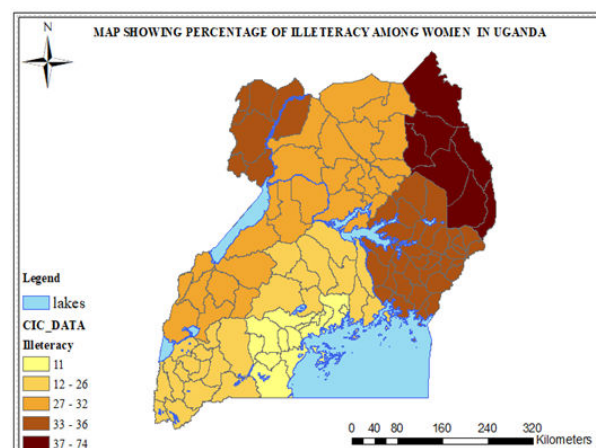 MAP SHOWING PERCENTAGE OF ILLETERACY AMONG WOMEN IN UGANDA
N
Legend
lakes
CIC_DATA
Illeteracy
11
12 - 26
27 - 32
33 - 36
37 - 74
0 40 80 160 240 320
Kilometers